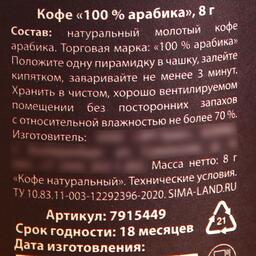 Кофе «100 % арабика», 8 г
Состав: натуральный молотый кофе
арабика. Торговая марка: «100 % арабика»
Положите одну пирамидку в чашку, залейте
кипятком, заваривайте не менее 3 минут.
Хранить в чистом, хорошо вентилируемом
помещении без посторонних запахов
с относительной влажностью не более 70 %.
Изготовитель:
Масса нетто: 8 г
«Кофе натуральный». Технические условия.
ТУ 10.83.11-003-12292396-2020. SIMA-LAND.RU
Артикул: 7915449
Срок годности: 18 месяцев
Дата изготовления:
21